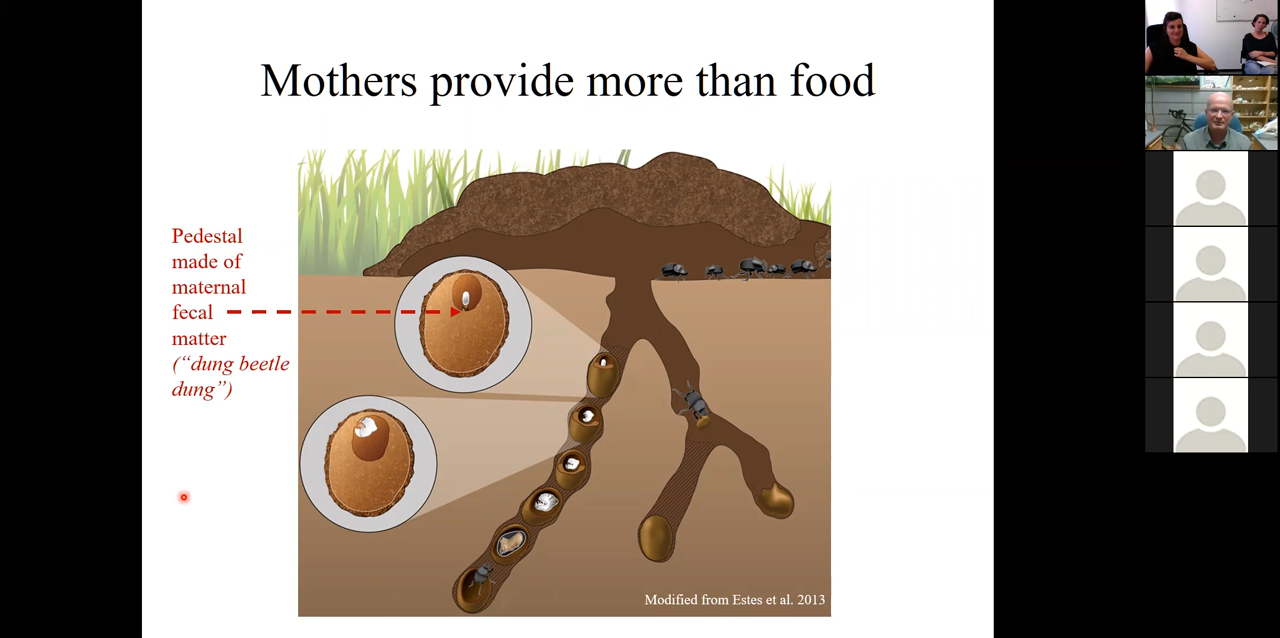 Mothers provide more than food
Pedestal
made of
maternal
fecal
matter
(“dung beetle
dung”)
Modified from Estes et al. 2013